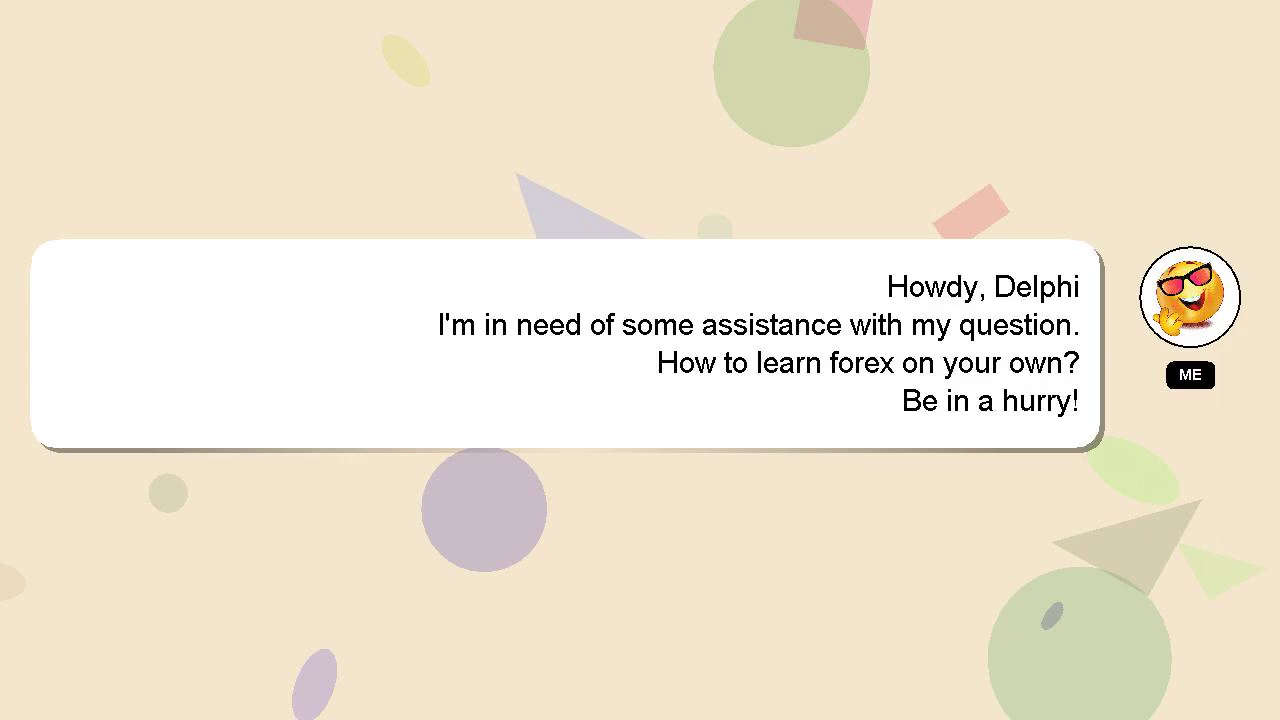 Howdy, Delphi
I'm in need of some assistance with my question.
How to learn forex on your own?
Be in a hurry!
ME